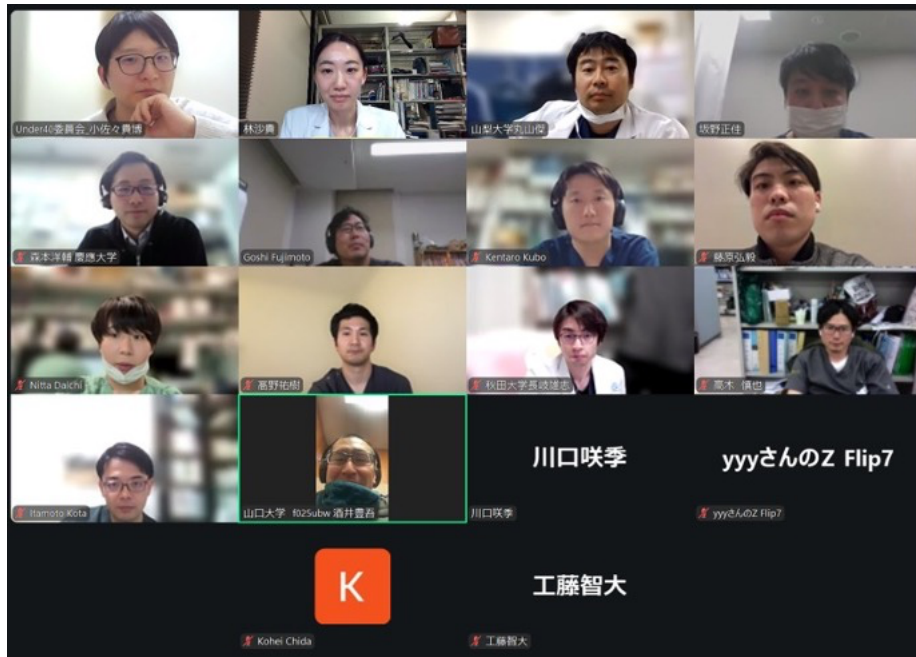 Under40委員会_小佐々貴博
林沙貴
山梨大学丸山傑
坂野正佳
森本洋輔 慶應大学
Goshi Fujimoto
Kentaro Kubo
藤原弘毅
Nitta Daichi
髙野祐樹
秋田大学長岐雄志
高木 慎也
Itamoto Kota
山口大学 f025ubw 酒井豊吾
川口咲季
川口咲季
yyyさんのZ Flip7
yyyさんのZ Flip7
K
Kohei Chida
工藤智大
工藤智大